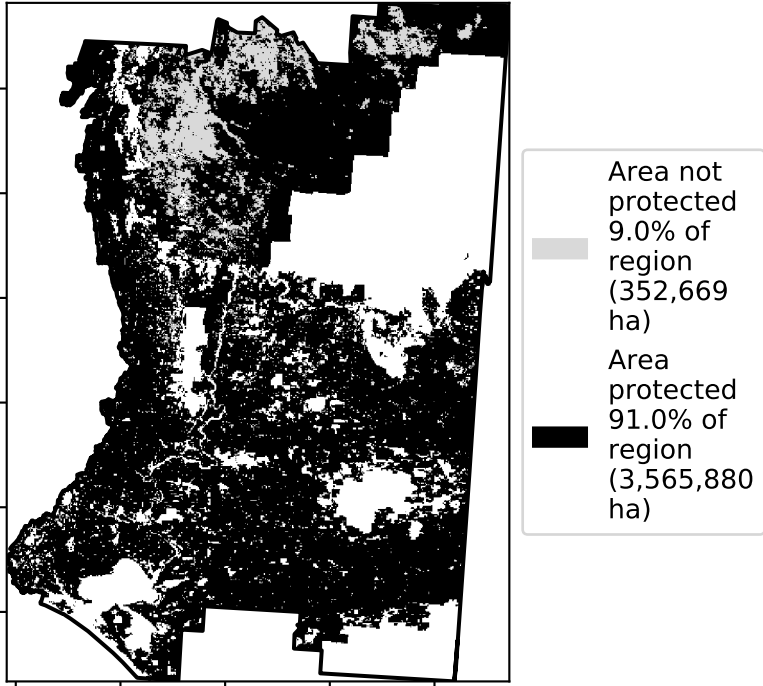 Area not
protected
9.0% of
region
(352,669
ha)
Area
protected
91.0% of
region
(3,565,880
ha)